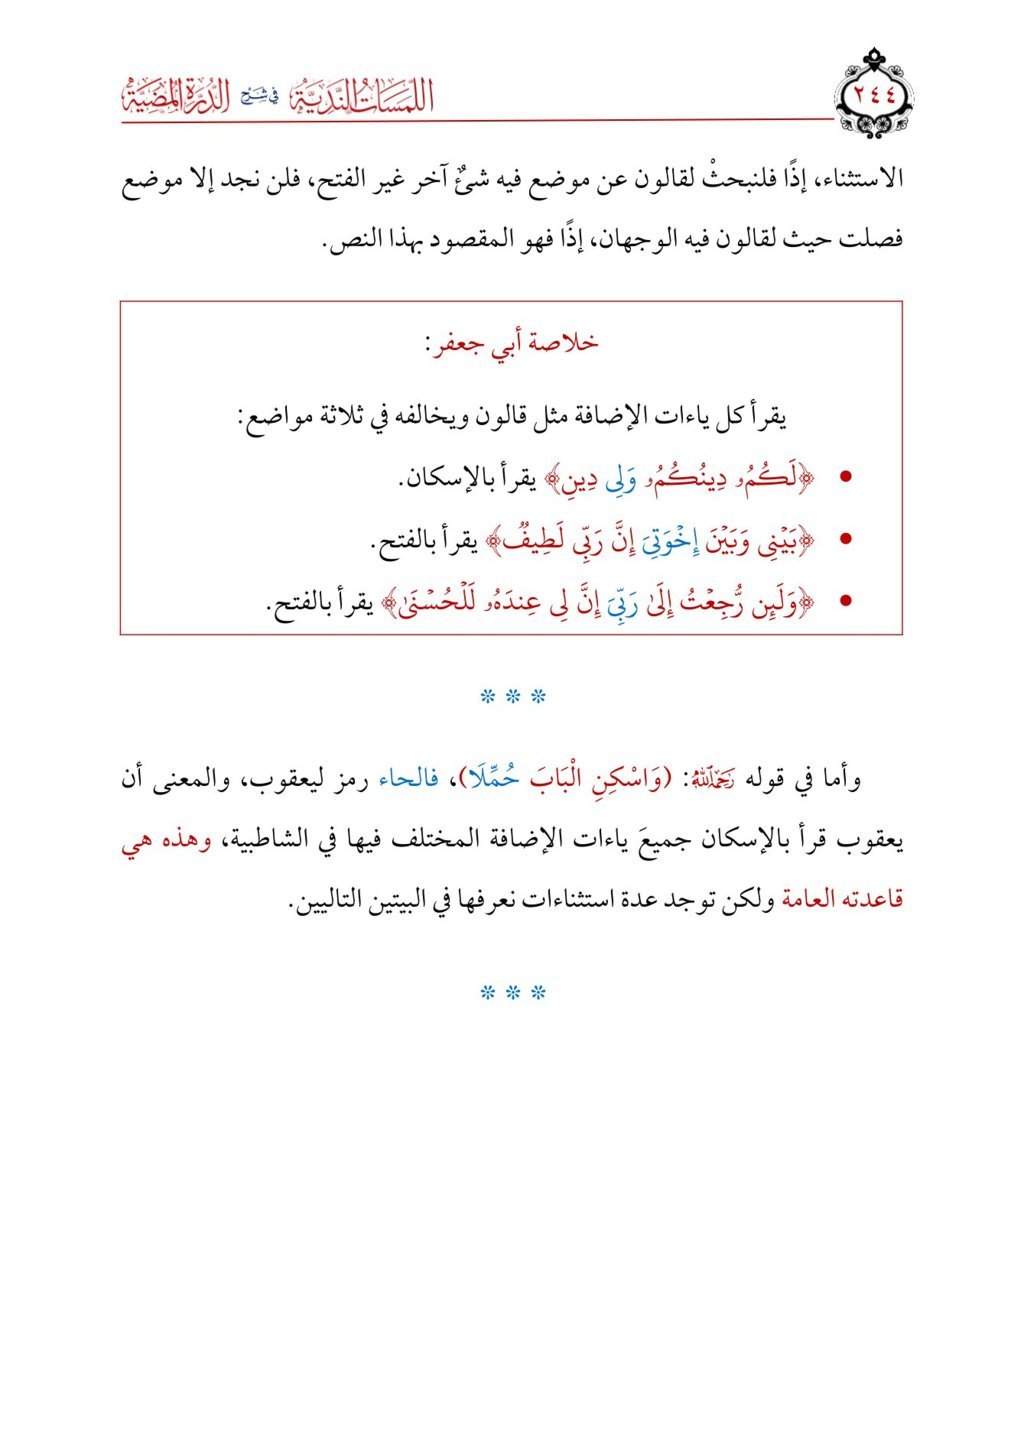 ٢٤٤
اللمسات الندية في شرح الدرة المضية
الاستثناء، إذًا فلنبحثْ لقالون عن موضع فيه شئٌ آخر غير الفتح، فلن نجد إلا موضع
فصلت حيث لقالون فيه الوجهان، إذًا فهو المقصود بهذا النص.
خلاصة أبي جعفر:
يقرأ كل ياءات الإضافة مثل قالون ويخالفه في ثلاثة مواضع:
• ﴿لَكُمُۥ دِينُكُمُۥ وَلِى دِينِ﴾ يقرأ بالإسكان.
• ﴿بَيۡنِى وَبَيۡنَ إِخۡوَتِىَ إِنَّ رَبِّى لَطِيفٌ﴾ يقرأ بالفتح.
• ﴿وَلَئِن رُّجِعۡتُ إِلَىٰ رَبِّىَ إِنَّ لِى عِندَهُۥ لَلۡحُسۡنَىٰ﴾ يقرأ بالفتح.
* * *
وأما في قوله رَحِمَهُ اللَّهُ: (وَاسْكِنِ الْبَابَ حُمِّلَا)، فالحاء رمز ليعقوب، والمعنى أن
يعقوب قرأ بالإسكان جميعَ ياءات الإضافة المختلف فيها في الشاطبية، وهذه هي
قاعدته العامة ولكن توجد عدة استثناءات نعرفها في البيتين التاليين.
* * *